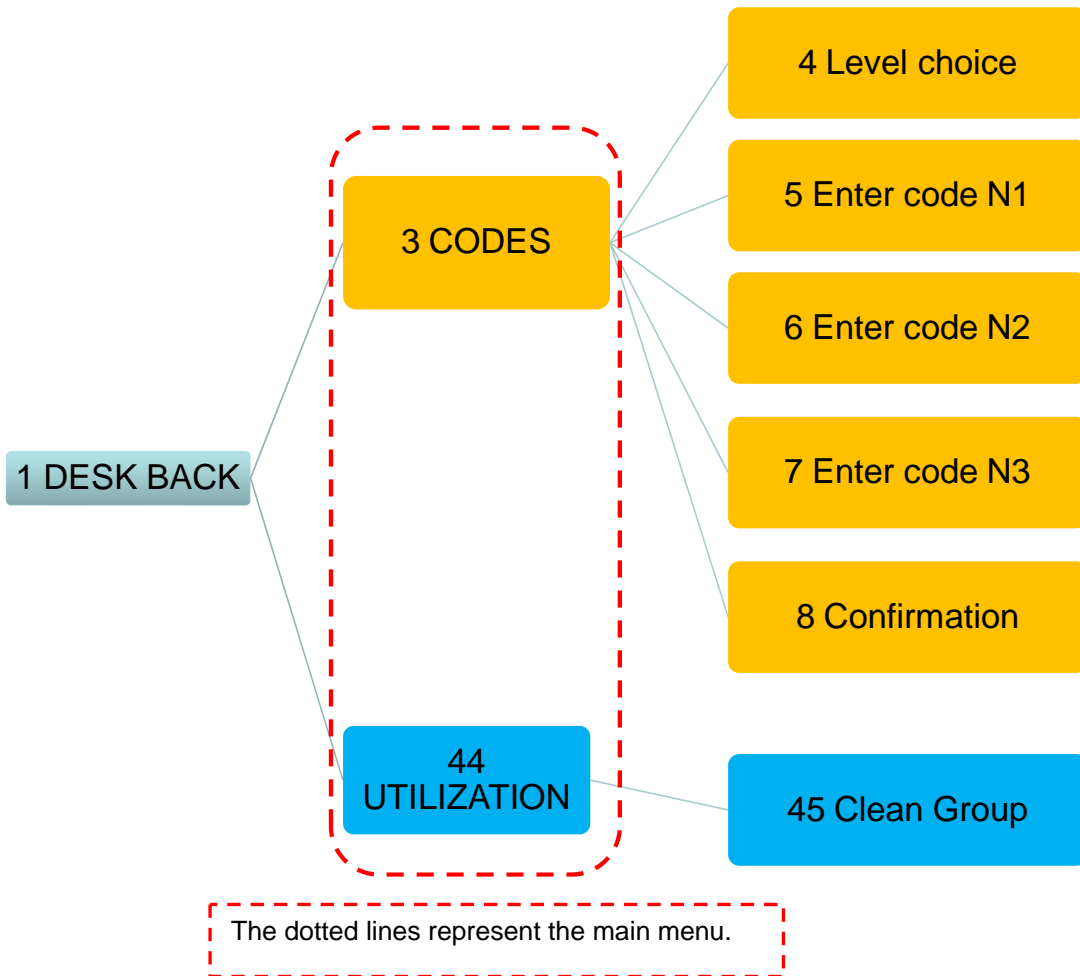 1 DESK BACK
3 CODES
4 Level choice
5 Enter code N1
6 Enter code N2
7 Enter code N3
8 Confirmation
44
UTILIZATION
45 Clean Group
The dotted lines represent the main menu.